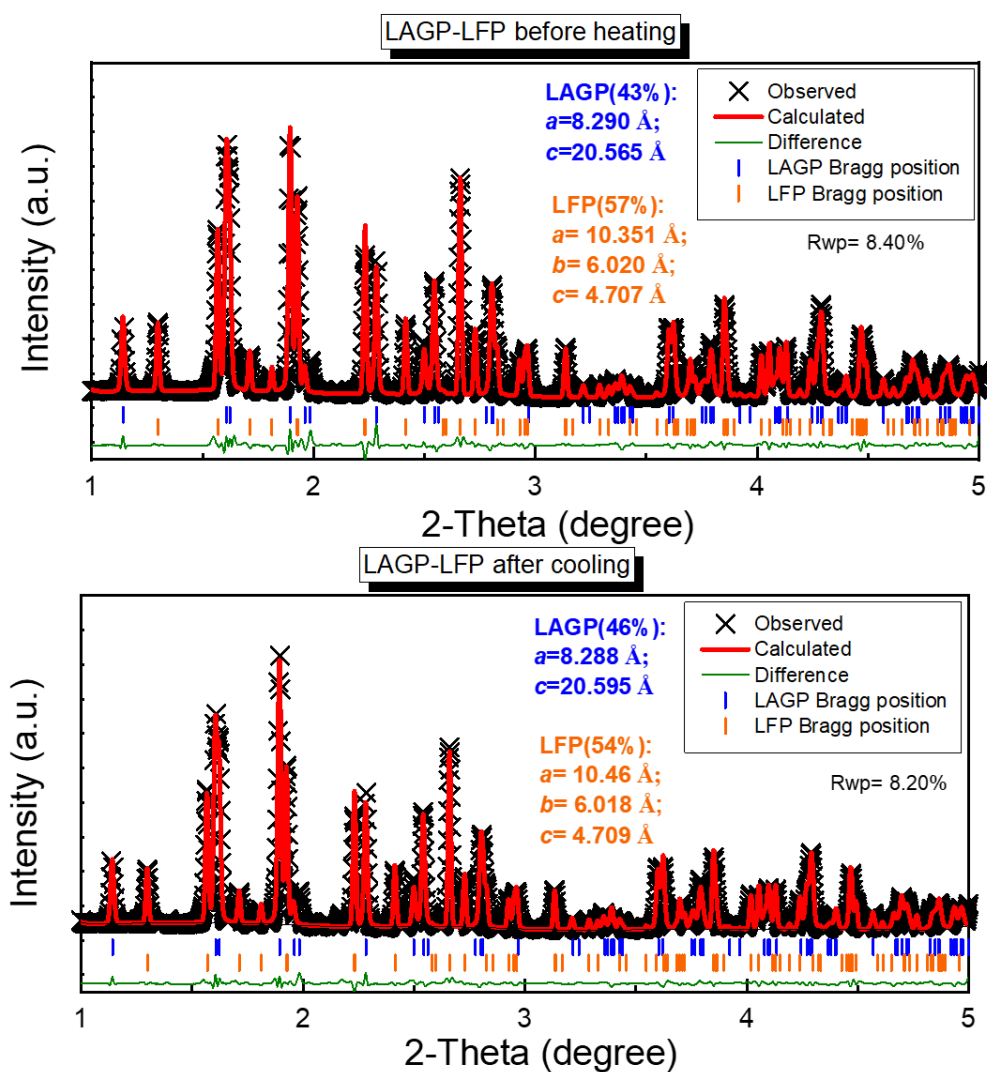 LAGP-LFP before heating
LAGP(43%):
a=8.290 Å;
c=20.565 Å
LFP(57%):
a= 10.351 Å;
b= 6.020 Å;
c= 4.707 Å
Observed
Calculated
Difference
LAGP Bragg position
LFP Bragg position
Rwp= 8.40%
Intensity (a.u.)
1 2 3 4 5
2-Theta (degree)
LAGP-LFP after cooling
LAGP(46%):
a=8.288 Å;
c=20.595 Å
LFP(54%):
a= 10.46 Å;
b= 6.018 Å;
c= 4.709 Å
Observed
Calculated
Difference
LAGP Bragg position
LFP Bragg position
Rwp= 8.20%
Intensity (a.u.)
1 2 3 4 5
2-Theta (degree)